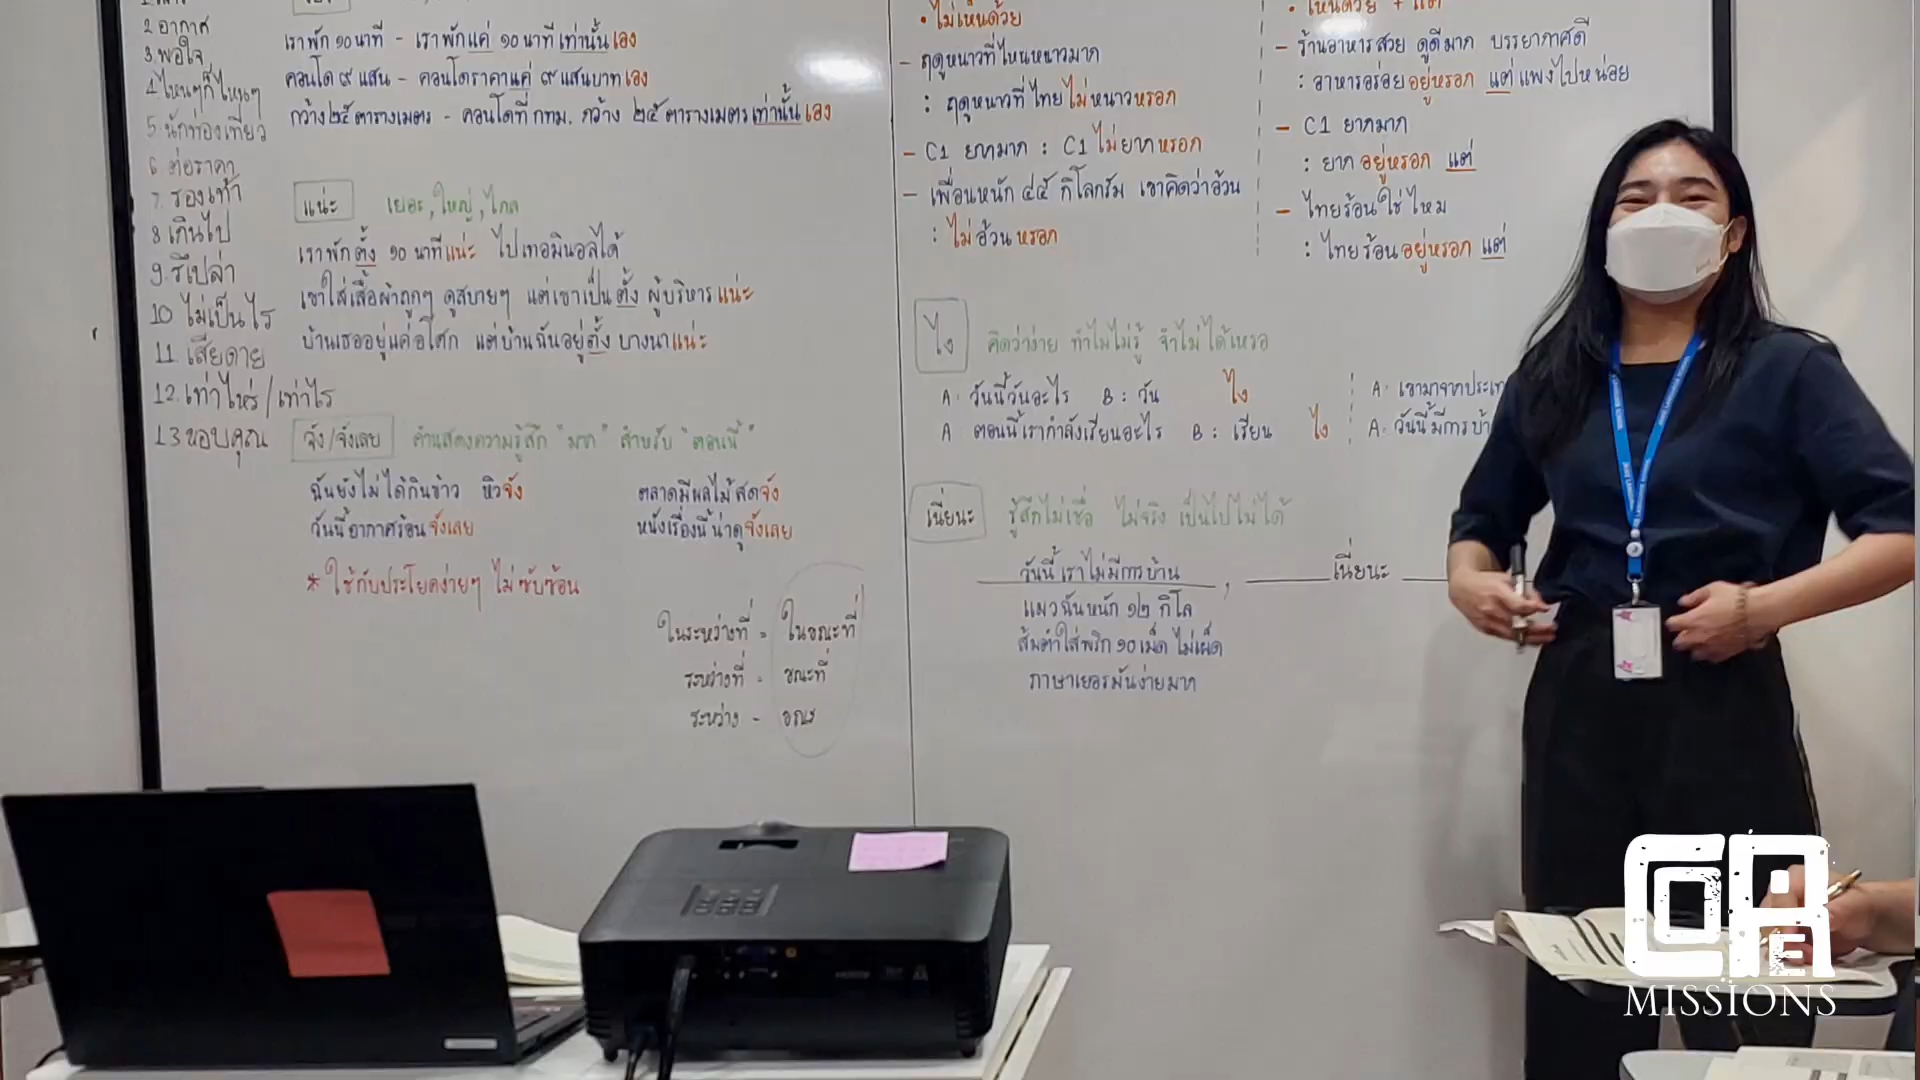 2 อากาศ
3. พอใจ
4. ไหนๆก็ไหนๆ
5. นักท่องเที่ยว
6 ต่อราคา
7. รองเท้า
8 เกินไป
9. รึเปล่า
10 ไม่เป็นไร
11. เสียดาย
12. เท่าไหร่/เท่าไร
13 ขอบคุณ
เราพัก ๑๐ นาที - เราพักแค่ ๑๐ นาทีเท่านั้นเอง
คอนโด ๙ แสน - คอนโดราคาแค่ ๙ แสนบาทเอง
กว้าง ๒๕ ตารางเมตร - คอนโดที่ กทม. กว้าง ๒๕ ตารางเมตรเท่านั้นเอง
แน่ะ เยอะ, ใหญ่, ไกล
เราพักตั้ง ๑๐ นาทีแน่ะ ไปเทอมินอลได้
เขาใส่เสื้อผ้าถูกๆ ดูสบายๆ แต่เขาเป็นตั้ง ผู้บริหารแน่ะ
บ้านเธออยู่แค่อโศก แต่บ้านฉันอยู่ตั้ง บางนาแน่ะ
จัง/จังเลย คำแสดงความรู้สึก "มาก" สำหรับ "ตอนนี้"
ฉันยังไม่ได้กินข้าว หิวจัง
วันนี้อากาศร้อนจังเลย
ตลาดมีผลไม้สดจัง
หนังเรื่องนี้น่าดูจังเลย
* ใช้กับประโยคง่ายๆ ไม่ซับซ้อน
ในระหว่างที่ = ในขณะที่
ระหว่างที่ = ขณะที่
ระหว่าง - ขณะ
• ไม่เห็นด้วย
- ฤดูหนาวที่ไหนหนาวมาก
: ฤดูหนาวที่ไทยไม่หนาวหรอก
- C1 ยากมาก : C1 ไม่ยากหรอก
- เพื่อนหนัก ๔๕ กิโลกรัม เขาคิดว่าอ้วน
: ไม่อ้วนหรอก
• เห็นด้วย + แต่
- ร้านอาหารสวย ดูดีมาก บรรยากาศดี
: อาหารอร่อยอยู่หรอก แต่แพงไปหน่อย
- C1 ยากมาก
: ยากอยู่หรอก แต่
- ไทยร้อนใช่ไหม
: ไทยร้อนอยู่หรอก แต่
ไง คิดว่าง่าย ทำไมไม่รู้ จำไม่ได้เหรอ
A: วันนี้วันอะไร B: วัน ไง
A ตอนนี้เรากำลังเรียนอะไร B: เรียน ไง
A: เขามาจากประเท
A: วันนี้มีการบ้า
เนี่ยนะ รู้สึกไม่เชื่อ ไม่จริง เป็นไปไม่ได้
วันนี้เราไม่มีการบ้าน, เนี่ยนะ
แมวฉันหนัก ๑๒ กิโล
ส้มตำใส่พริก ๑๐ เม็ด ไม่เผ็ด
ภาษาเยอรมันง่ายมาก
CORE
MISSIONS